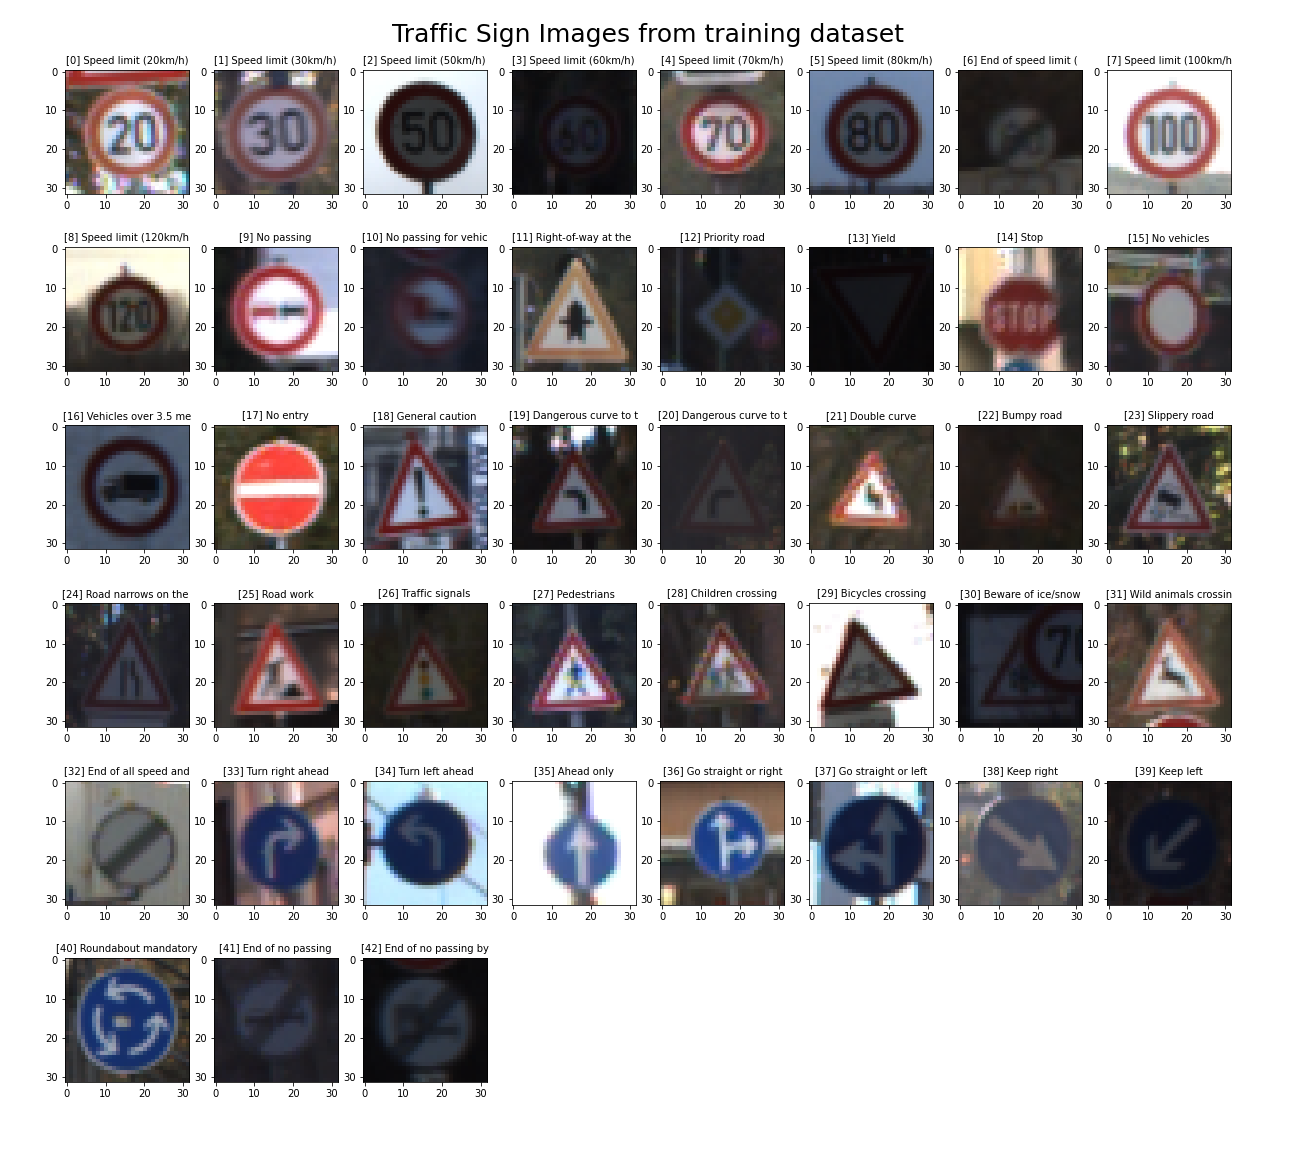 Traffic Sign Images from training dataset
[0] Speed limit (20km/h) [1] Speed limit (30km/h) [2] Speed limit (50km/h) [3] Speed limit (60km/h) [4] Speed limit (70km/h) [5] Speed limit (80km/h) [6] End of speed limit ( [7] Speed limit (100km/h
20 30 50 60 70 80 100
[8] Speed limit (120km/h [9] No passing [10] No passing for vehic [11] Right-of-way at the [12] Priority road [13] Yield [14] Stop [15] No vehicles
120 STOP
[16] Vehicles over 3.5 me [17] No entry [18] General caution [19] Dangerous curve to t [20] Dangerous curve to t [21] Double curve [22] Bumpy road [23] Slippery road
[24] Road narrows on the [25] Road work [26] Traffic signals [27] Pedestrians [28] Children crossing [29] Bicycles crossing [30] Beware of ice/snow [31] Wild animals crossin
70
[32] End of all speed and [33] Turn right ahead [34] Turn left ahead [35] Ahead only [36] Go straight or right [37] Go straight or left [38] Keep right [39] Keep left
[40] Roundabout mandatory [41] End of no passing [42] End of no passing by